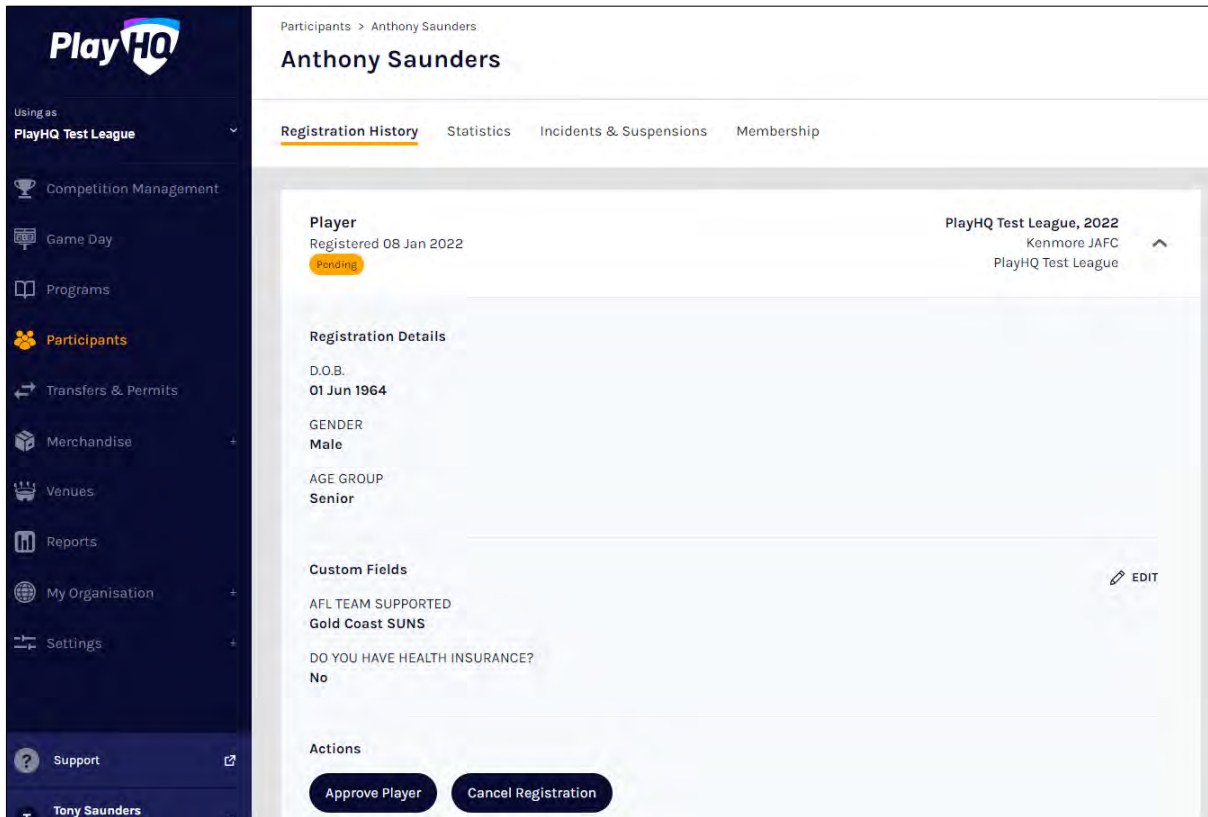 PlayHQ
Using as
PlayHQ Test League
Competition Management
Game Day
Programs
Participants
Transfers & Permits
Merchandise +
Venues
Reports
My Organisation +
Settings +
? Support
Tony Saunders
Participants > Anthony Saunders
Anthony Saunders
Registration History Statistics Incidents & Suspensions Membership
Player
Registered 08 Jan 2022
Pending
PlayHQ Test League, 2022
Kenmore JAFC
PlayHQ Test League
Registration Details
D.O.B.
01 Jun 1964
GENDER
Male
AGE GROUP
Senior
Custom Fields
EDIT
AFL TEAM SUPPORTED
Gold Coast SUNS
DO YOU HAVE HEALTH INSURANCE?
No
Actions
Approve Player Cancel Registration